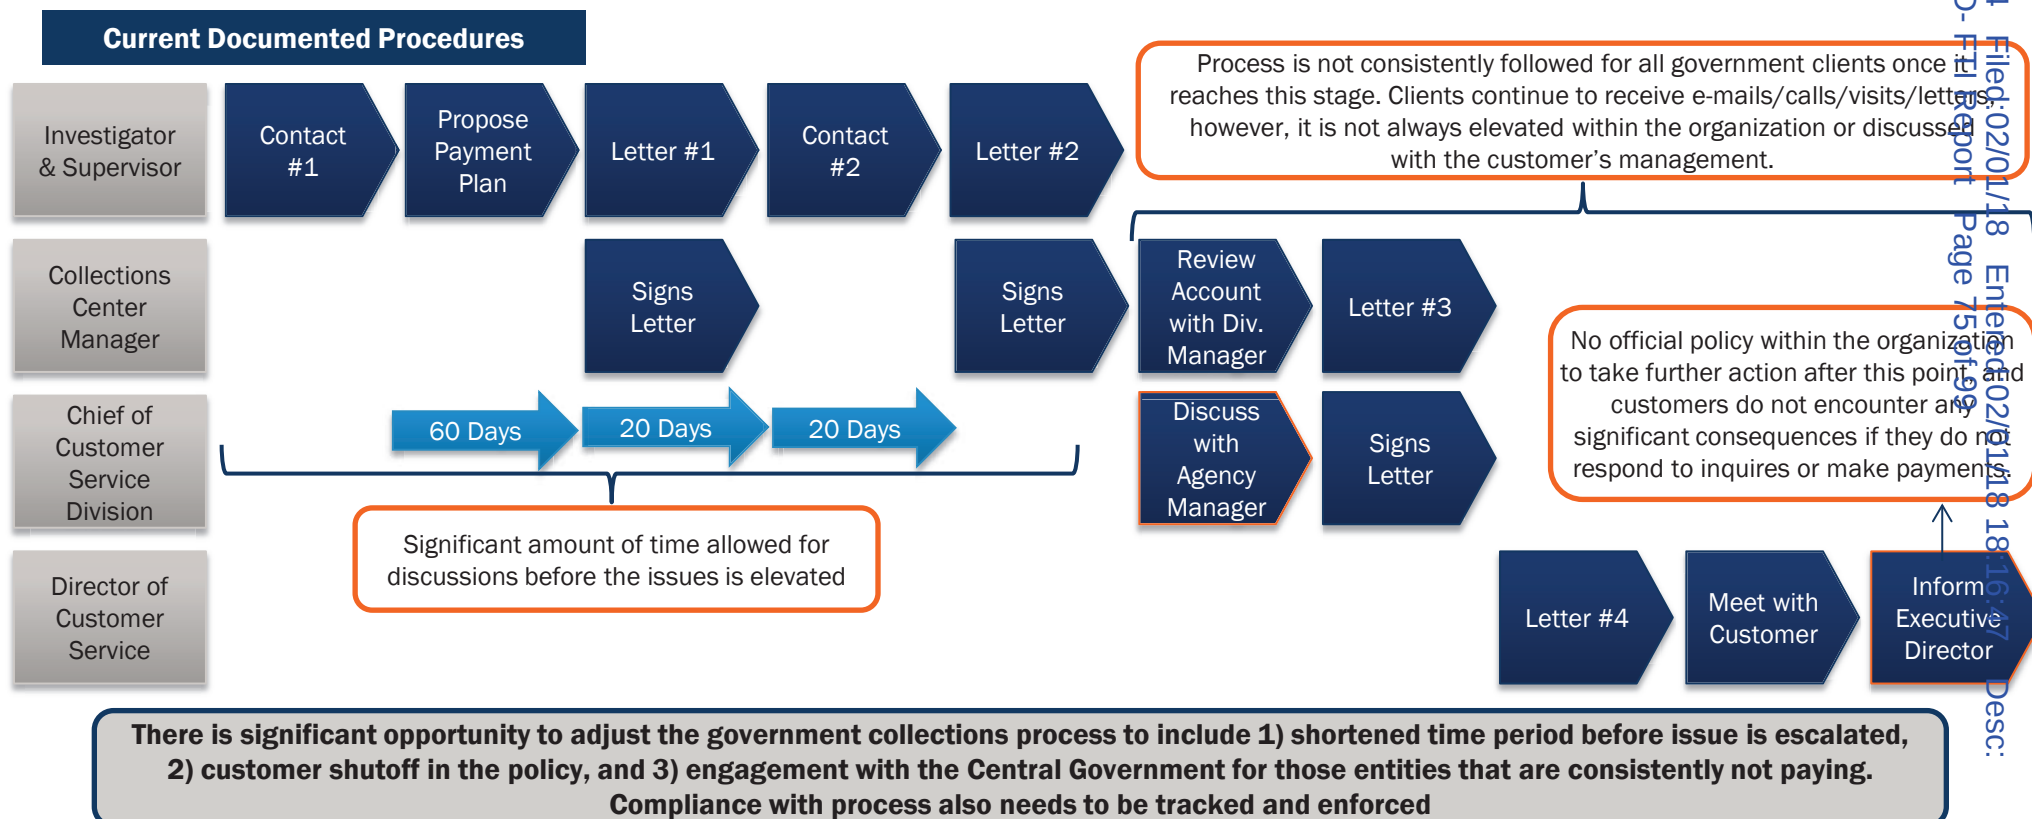 Current Documented Procedures
Process is not consistently followed for all government clients once it
reaches this stage. Clients continue to receive e-mails/calls/visits/letters,
however, it is not always elevated within the organization or discussed
with the customer's management.
Investigator
& Supervisor
Contact
#1
Propose
Payment
Plan
Letter #1
Contact
#2
Letter #2
Collections
Center
Manager
Signs
Letter
Signs
Letter
Review
Account
with Div.
Manager
Letter #3
No official policy within the organization
to take further action after this point, and
customers do not encounter any
significant consequences if they do not
respond to inquires or make payments.
Chief of
Customer
Service
Division
60 Days
20 Days
20 Days
Discuss
with
Agency
Manager
Signs
Letter
Significant amount of time allowed for
discussions before the issues is elevated
Director of
Customer
Service
Letter #4
Meet with
Customer
Inform
Executive
Director
There is significant opportunity to adjust the government collections process to include 1) shortened time period before issue is escalated,
2) customer shutoff in the policy, and 3) engagement with the Central Government for those entities that are consistently not paying.
Compliance with process also needs to be tracked and enforced
Filed:02/01/18 Entered:02/01/18 18:16:47 Desc:
FTI Report Page 75 of 99